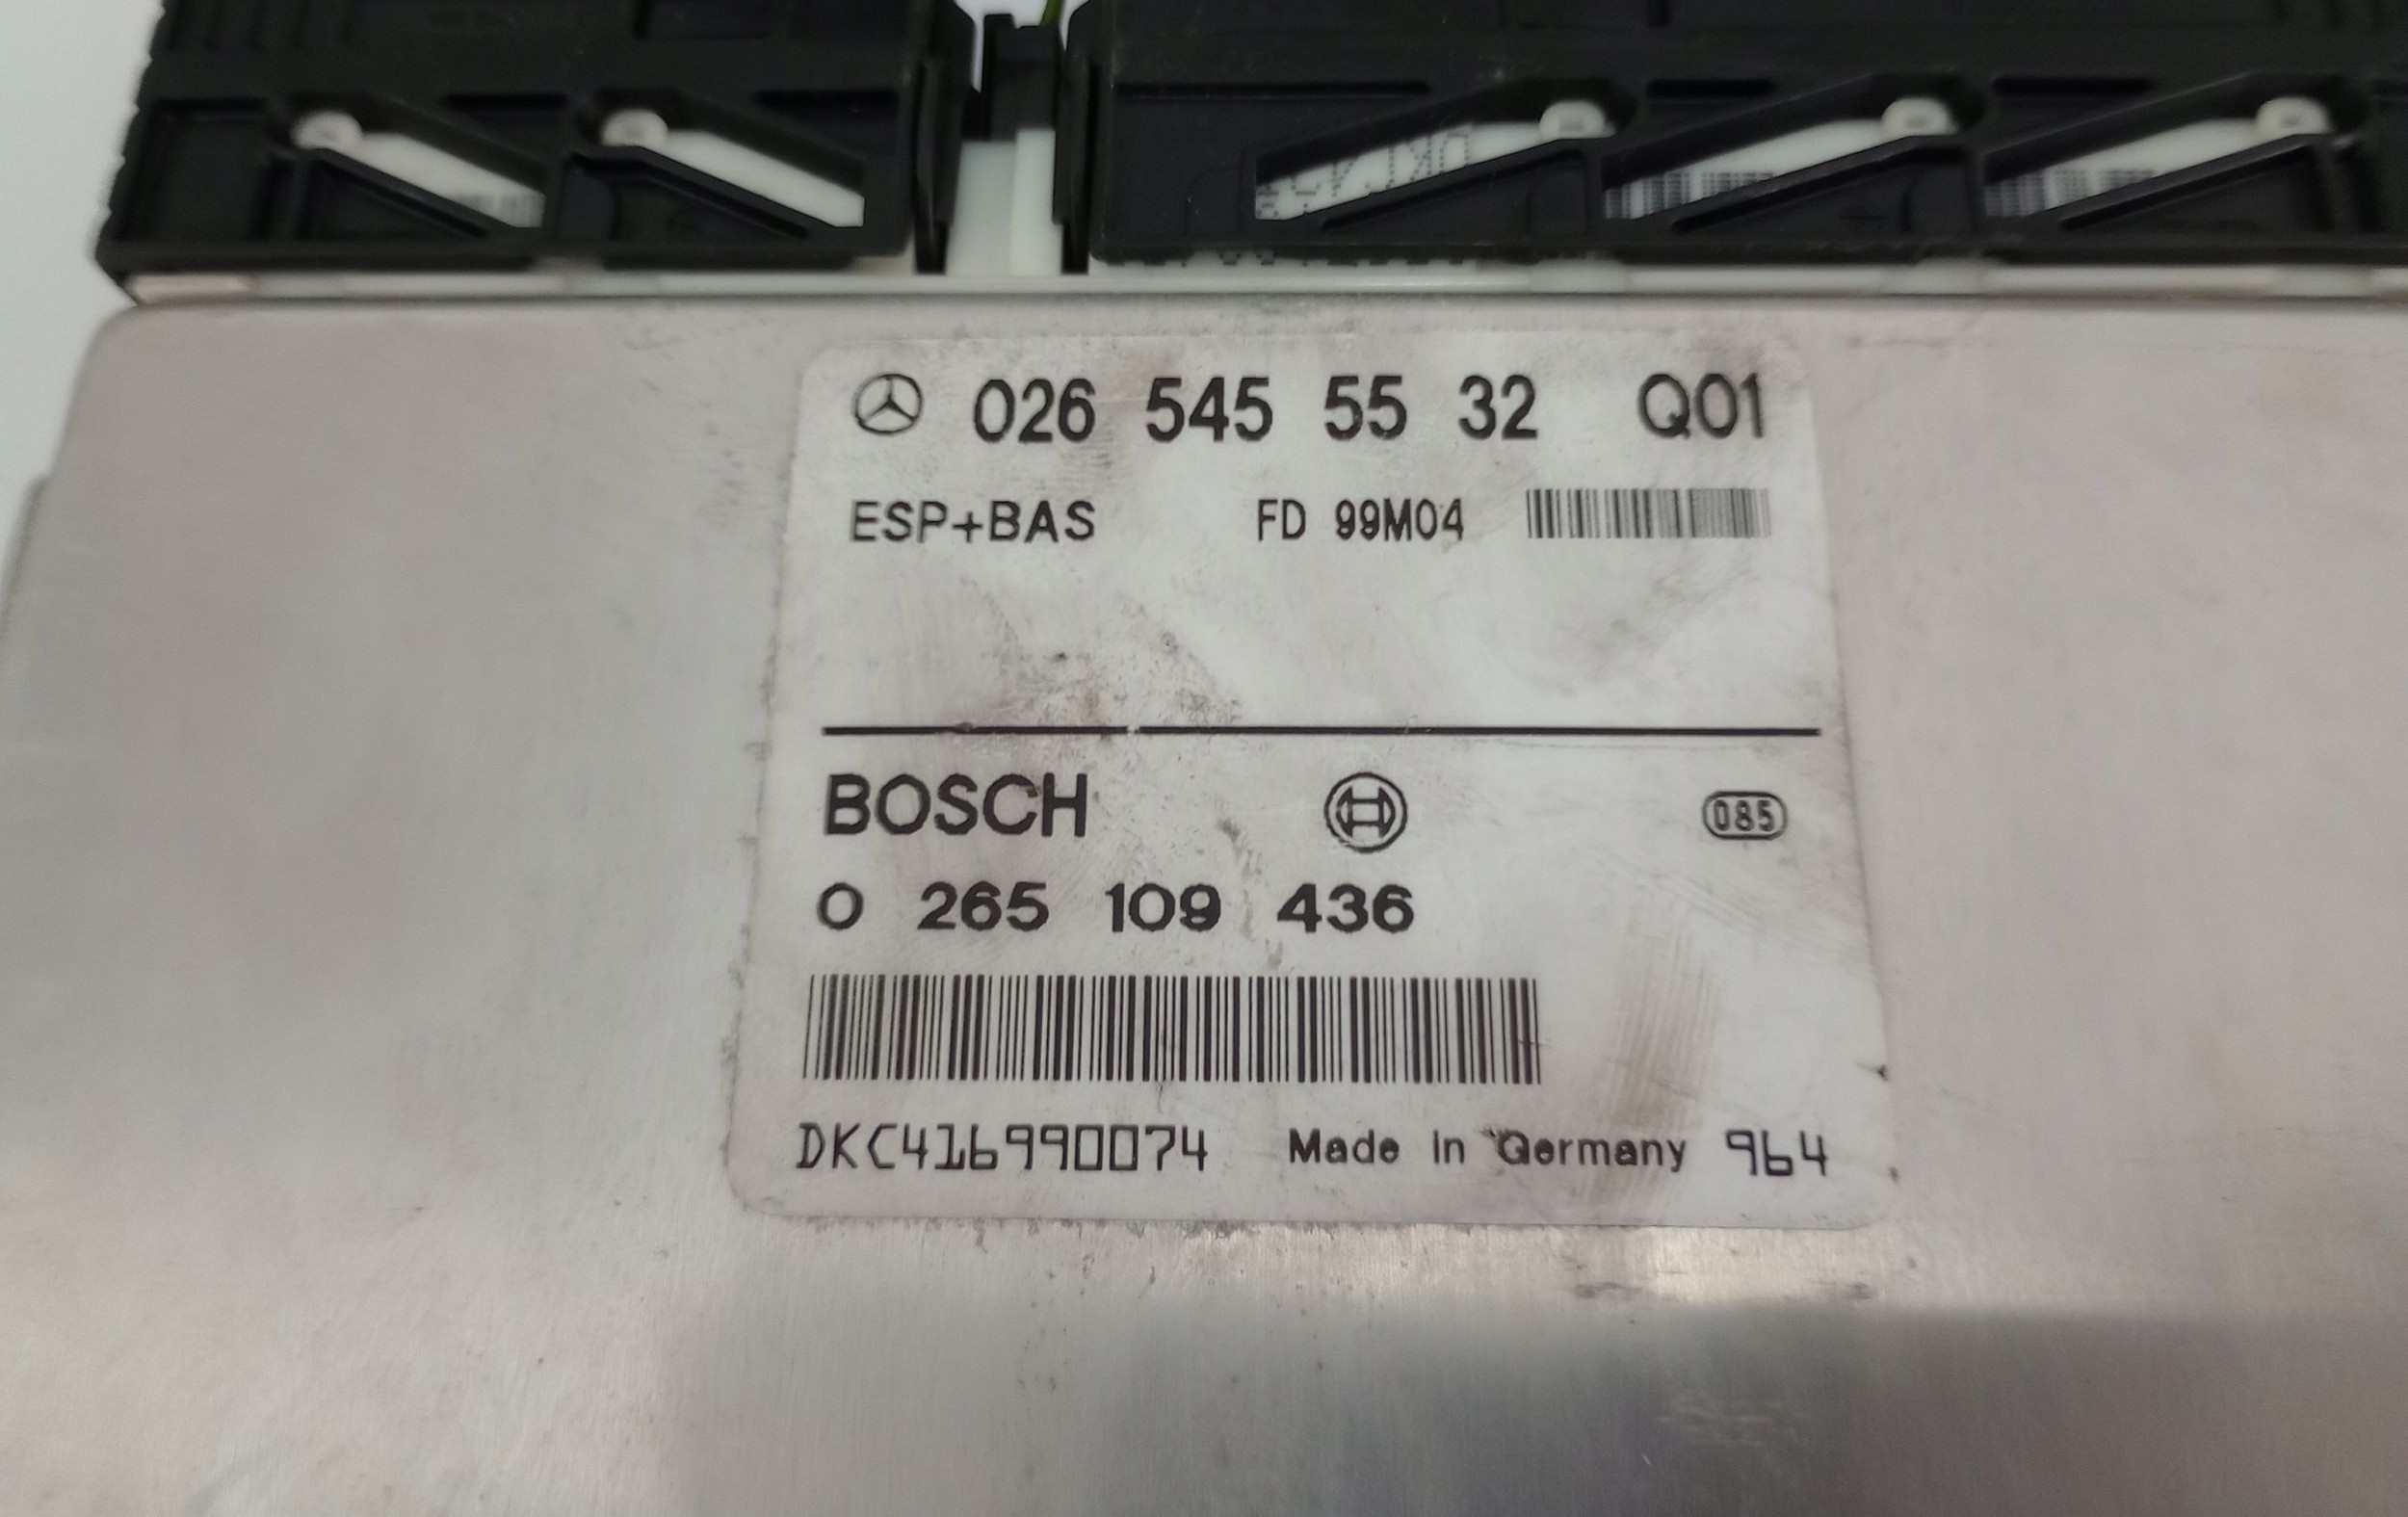 026 545 55 32 Q01
ESP+BAS FD 99M04
BOSCH 085
0 265 109 436
DKC416990074 Made in Germany 964